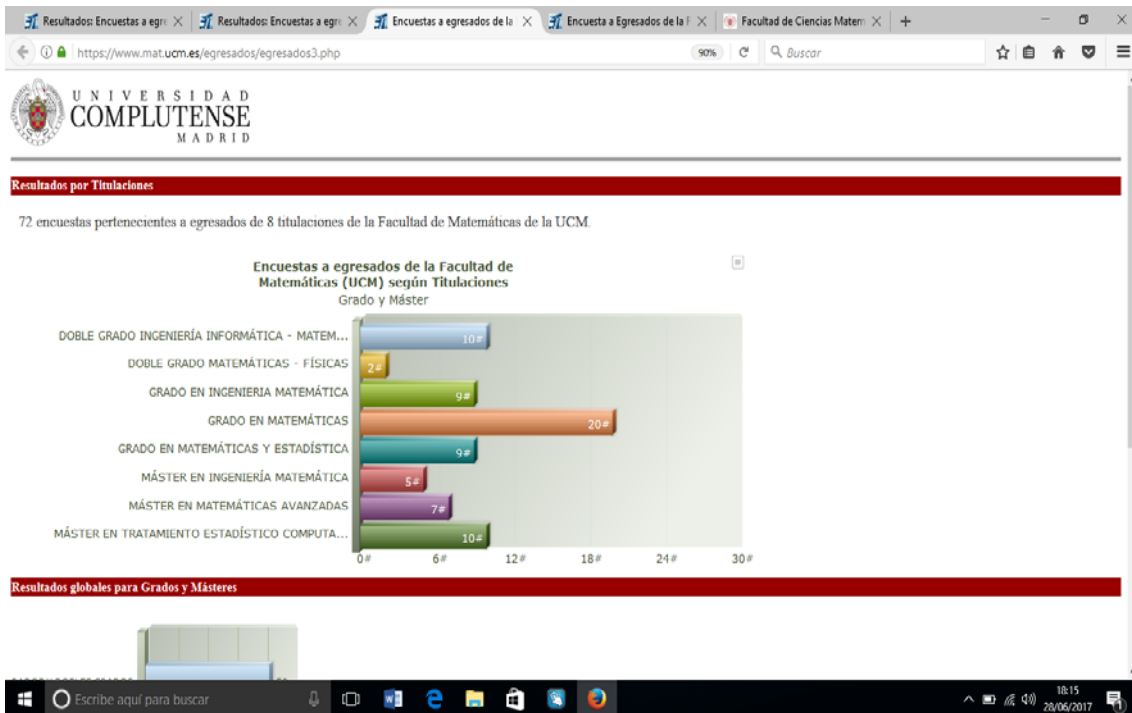 Resultados: Encuestas a egre
Resultados: Encuestas a egre
Encuestas a egresados de la
Encuesta a Egresados de la F
Facultad de Ciencias Matem
https://www.mat.ucm.es/egresados/egresados3.php
90%
Buscar
UNIVERSIDAD
COMPLUTENSE
MADRID
Resultados por Titulaciones
72 encuestas pertenecientes a egresados de 8 titulaciones de la Facultad de Matemáticas de la UCM.
Encuestas a egresados de la Facultad de
Matemáticas (UCM) según Titulaciones
Grado y Máster
DOBLE GRADO INGENIERÍA INFORMÁTICA - MATEM... 10#
DOBLE GRADO MATEMÁTICAS - FÍSICAS 2#
GRADO EN INGENIERIA MATEMÁTICA 9#
GRADO EN MATEMÁTICAS 20#
GRADO EN MATEMÁTICAS Y ESTADÍSTICA 9#
MÁSTER EN INGENIERÍA MATEMÁTICA 5#
MÁSTER EN MATEMÁTICAS AVANZADAS 7#
MÁSTER EN TRATAMIENTO ESTADÍSTICO COMPUTA... 10#
0# 6# 12# 18# 24# 30#
Resultados globales para Grados y Másteres
Escribe aquí para buscar
18:15
28/06/2017